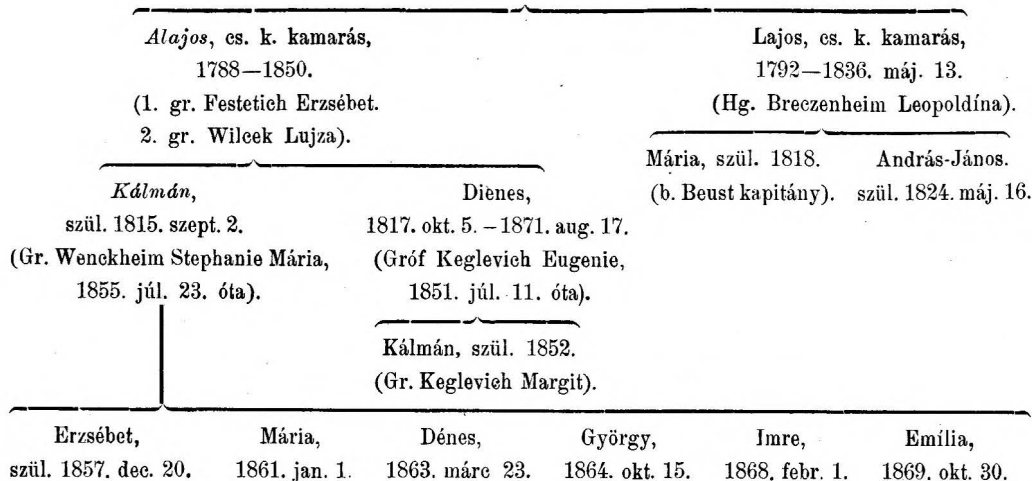 Alajos, cs. k. kamarás,
1788—1850.
(1. gr. Festetich Erzsébet.
2. gr. Wilcek Lujza).
Lajos, cs. k. kamarás,
1792—1836. máj. 13.
(Hg. Breczenheim Leopoldína).
Kálmán,
szül. 1815. szept. 2.
(Gr. Wenckheim Stephanie Mária,
1855. júl. 23. óta).
Dienes,
1817. okt. 5. –1871. aug. 17.
(Gróf Keglevich Eugenie,
1851. júl. 11. óta).
Mária, szül. 1818.
(b. Beust kapitány).
András-János.
szül. 1824. máj. 16.
Kálmán, szül. 1852.
(Gr. Keglevich Margit).
Erzsébet,
szül. 1857. dec. 20.
Mária,
1861. jan. 1.
Dénes,
1863. márc 23.
György,
1864. okt. 15.
Imre,
1868. febr. 1.
Emília,
1869. okt. 30.